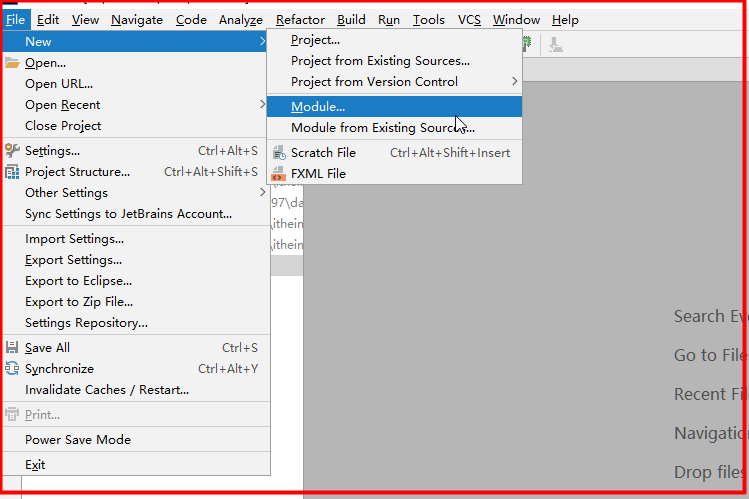 File Edit View Navigate Code Analyze Refactor Build Run Tools VCS Window Help
New
Open...
Open URL...
Open Recent
Close Project
Settings... Ctrl+Alt+S
Project Structure... Ctrl+Alt+Shift+S
Other Settings
Sync Settings to JetBrains Account...
Import Settings...
Export Settings...
Export to Eclipse...
Export to Zip File...
Settings Repository...
Save All Ctrl+S
Synchronize Ctrl+Alt+Y
Invalidate Caches / Restart...
Print...
Power Save Mode
Exit
Project...
Project from Existing Sources...
Project from Version Control
Module...
Module from Existing Sources...
Scratch File Ctrl+Alt+Shift+Insert
FXML File
97\da
\ithein
\ithein
Search Ev
Go to File
Recent Fi
Navigation
Drop files